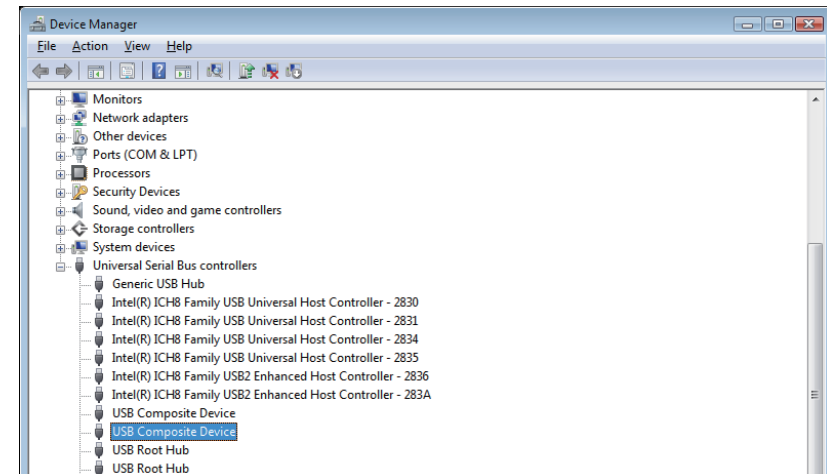 Device Manager
File Action View Help
Monitors
Network adapters
Other devices
Ports (COM & LPT)
Processors
Security Devices
Sound, video and game controllers
Storage controllers
System devices
Universal Serial Bus controllers
Generic USB Hub
Intel(R) ICH8 Family USB Universal Host Controller - 2830
Intel(R) ICH8 Family USB Universal Host Controller - 2831
Intel(R) ICH8 Family USB Universal Host Controller - 2834
Intel(R) ICH8 Family USB Universal Host Controller - 2835
Intel(R) ICH8 Family USB2 Enhanced Host Controller - 2836
Intel(R) ICH8 Family USB2 Enhanced Host Controller - 283A
USB Composite Device
USB Composite Device
USB Root Hub
USB Root Hub